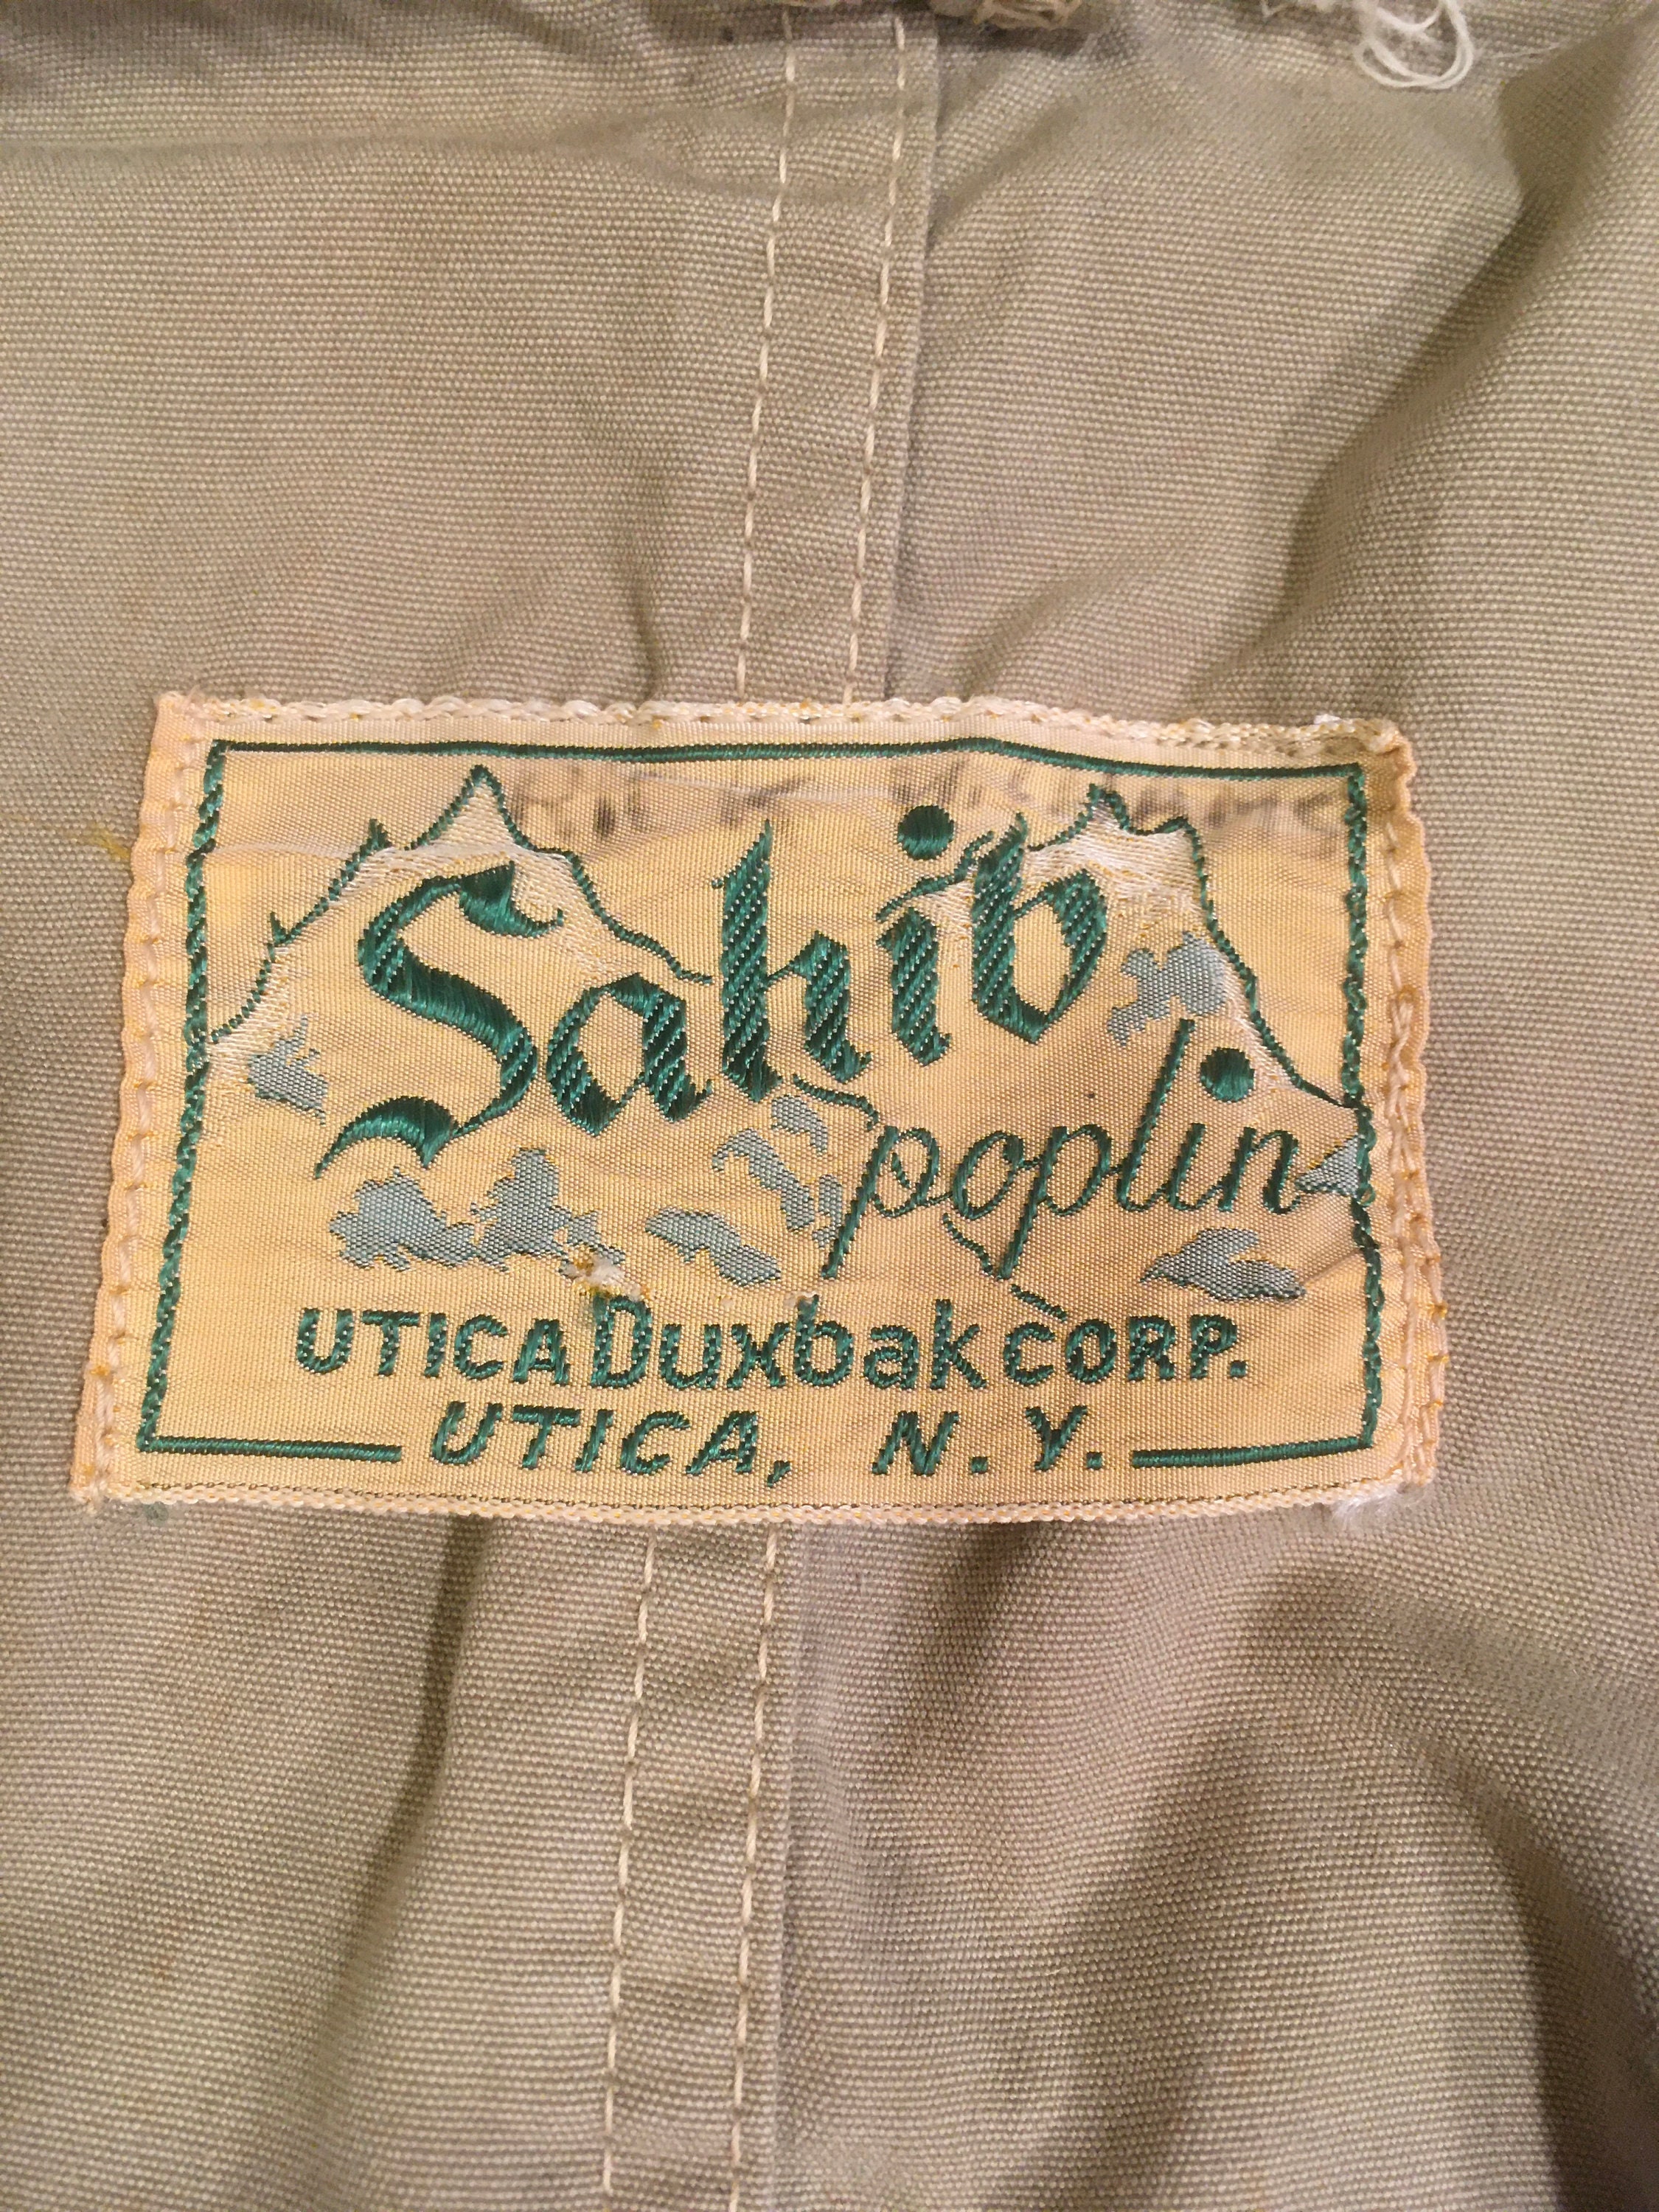 Sahib
poplin
UTICA Duxbak CORP.
UTICA, N.Y.